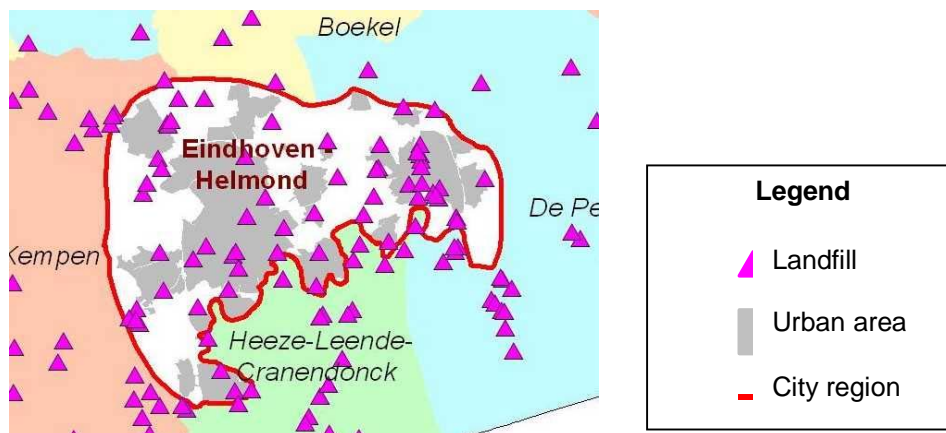 Boekel
Eindhoven -
Helmond
De Pe
Kempen
Heeze-Leende-
Cranendonck
Legend
Landfill
Urban area
City region